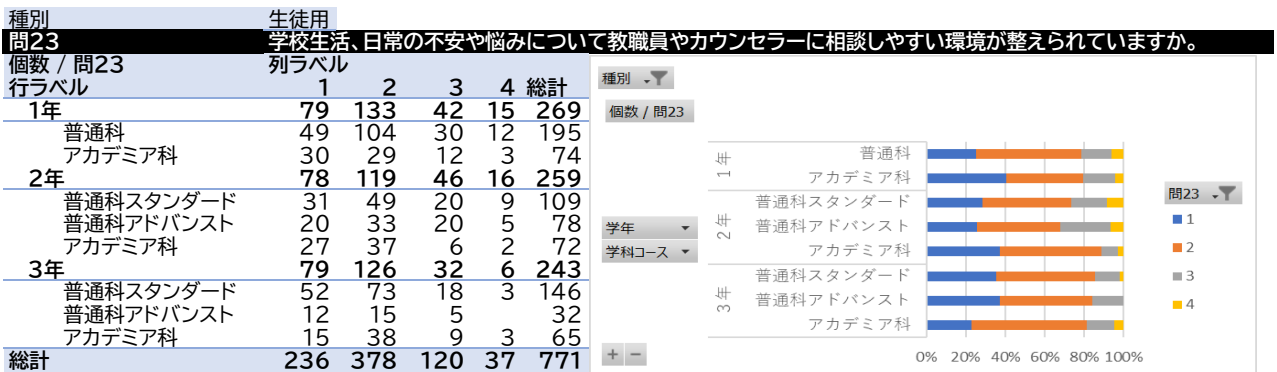 種別 生徒用
問23 学校生活、日常の不安や悩みについて教職員やカウンセラーに相談しやすい環境が整えられていますか。
個数 / 問23 列ラベル
行ラベル 1 2 3 4 総計
1年 79 133 42 15 269
普通科 49 104 30 12 195
アカデミア科 30 29 12 3 74
2年 78 119 46 16 259
普通科スタンダード 31 49 20 9 109
普通科アドバンスト 20 33 20 5 78
アカデミア科 27 37 6 2 72
3年 79 126 32 6 243
普通科スタンダード 52 73 18 3 146
普通科アドバンスト 12 15 5 32
アカデミア科 15 38 9 3 65
総計 236 378 120 37 771
種別
個数 / 問23
学年
学科コース
1年
普通科
アカデミア科
2年
普通科スタンダード
普通科アドバンスト
アカデミア科
3年
普通科スタンダード
普通科アドバンスト
アカデミア科
0% 20% 40% 60% 80% 100%
問23
1
2
3
4
+ −